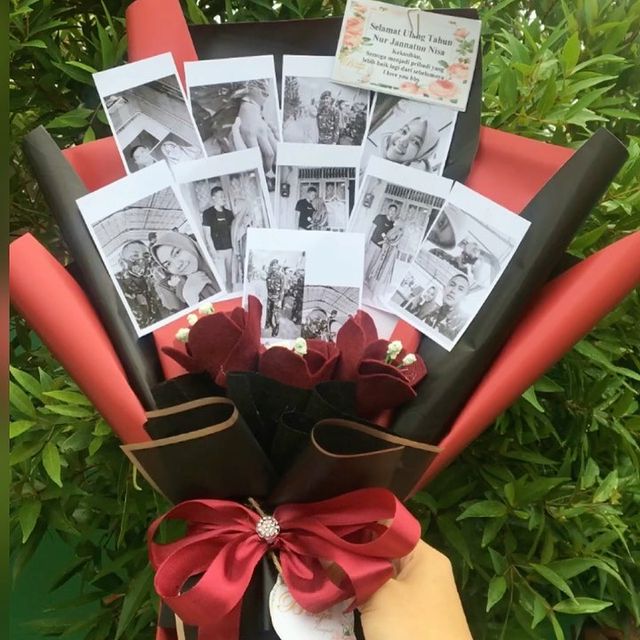 Selamat Ulang Tahun
Nur Jannatun Nisa
Semoga menjadi pribadi yang
lebih baik lagi dari sebelumnya
I love you